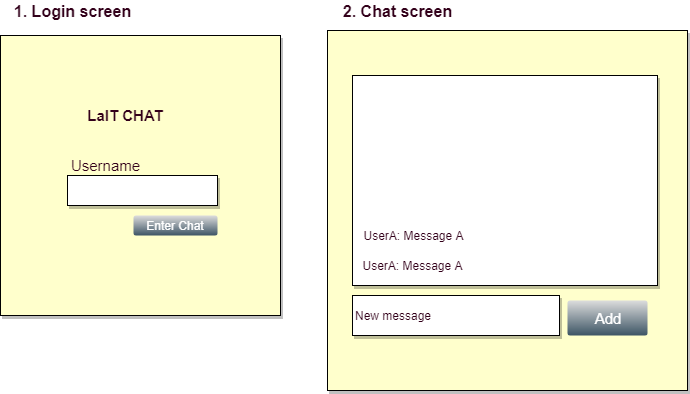 1. Login screen
LaIT CHAT
Username
Enter Chat
2. Chat screen
UserA: Message A
UserA: Message A
New message
Add